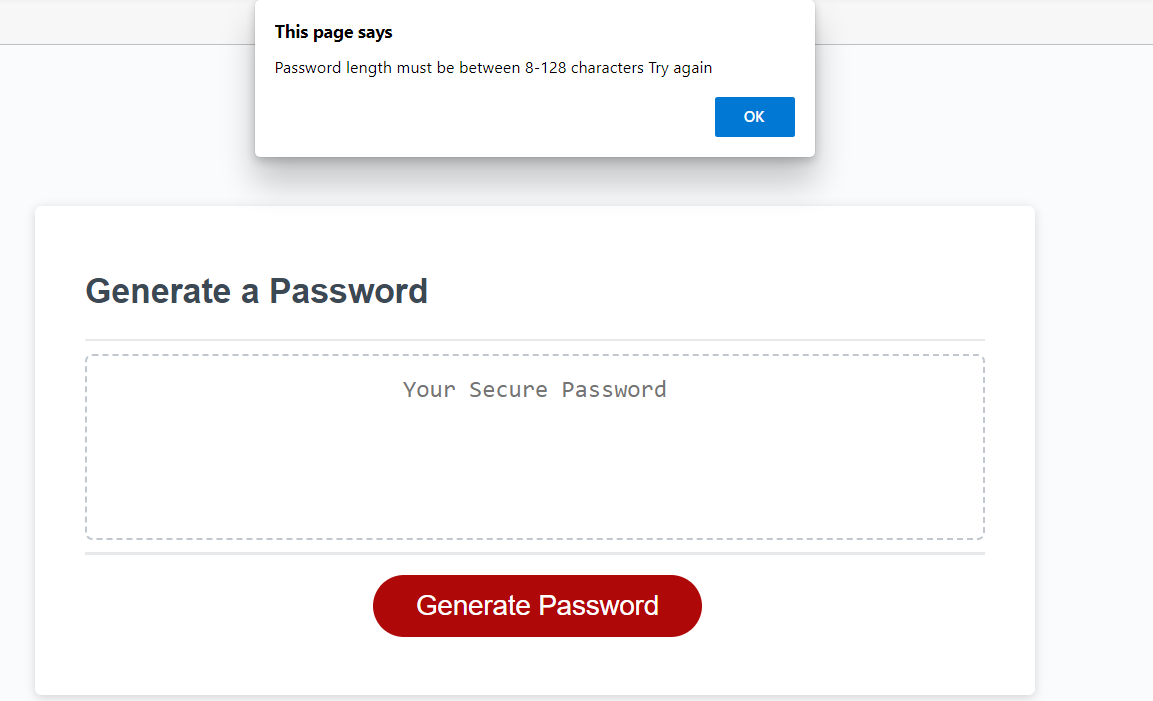 This page says
Password length must be between 8-128 characters Try again
OK
Generate a Password
Your Secure Password
Generate Password